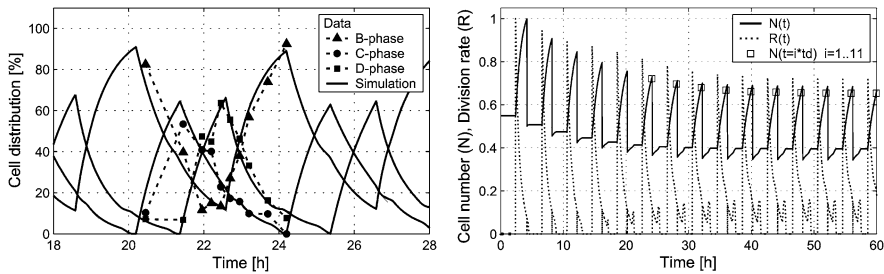 Cell distribution [%]
100
80
60
40
20
0
18
20
22
24
26
28
Time [h]
Data
B-phase
C-phase
D-phase
Simulation
Cell number (N), Division rate (R)
1
0.8
0.6
0.4
0.2
0
0
10
20
30
40
50
60
Time [h]
N(t)
R(t)
N(t=i*td) i=1..11